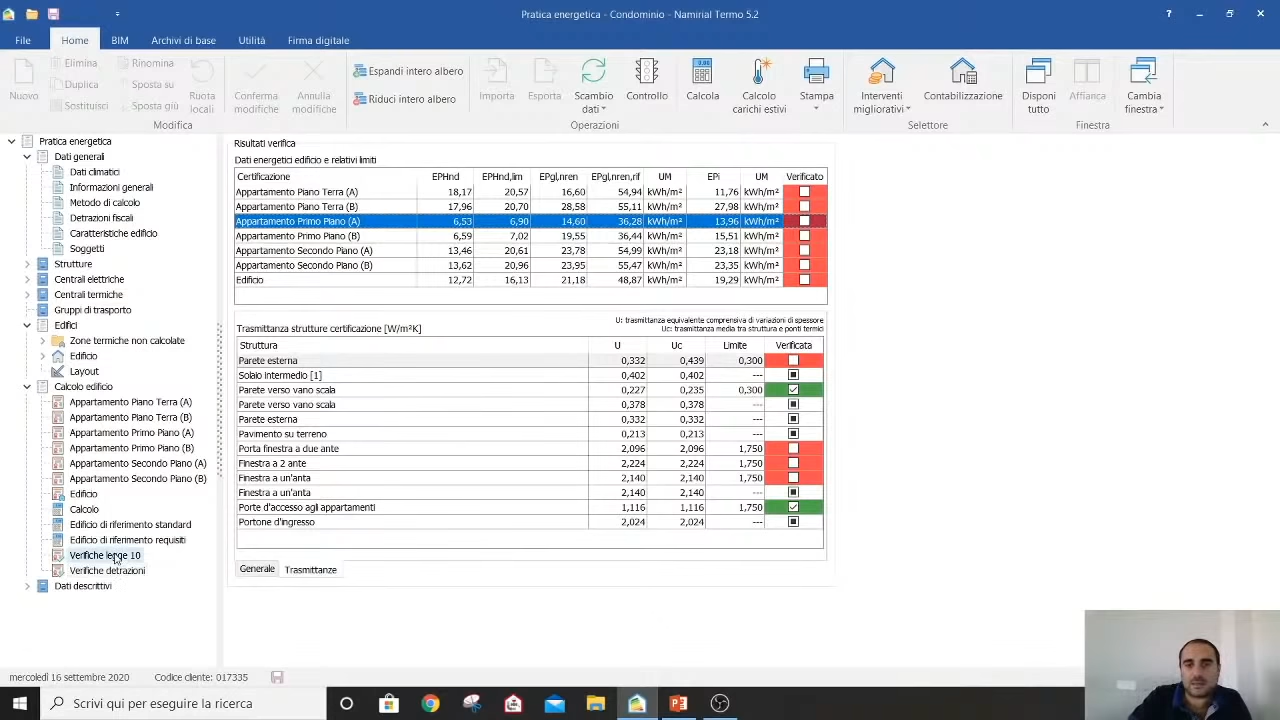 Pratica energetica - Condominio - Namirial Termo 5.2
?
File Home BIM Archivi di base Utilità Firma digitale
Nuovo
Elimina
Duplica
Sostituisci
Rinomina
Sposta su
Sposta giù
Ruota locali
Modifica
Conferma modifiche
Annulla modifiche
Espandi intero albero
Riduci intero albero
Importa
Esporta
Scambio dati
Controllo
Calcola
Calcolo carichi estivi
Stampa
Operazioni
Interventi migliorativi
Contabilizzazione
Selettore
Disponi tutto
Affianca
Cambia finestra
Finestra
Pratica energetica
Dati generali
Dati climatici
Informazioni generali
Metodo di calcolo
Detrazioni fiscali
Caratteristiche edificio
Soggetti
Strutture
Centrali elettriche
Centrali termiche
Gruppi di trasporto
Edifici
Zone termiche non calcolate
Edificio
Layout
Calcolo edificio
Appartamento Piano Terra (A)
Appartamento Piano Terra (B)
Appartamento Primo Piano (A)
Appartamento Primo Piano (B)
Appartamento Secondo Piano (A)
Appartamento Secondo Piano (B)
Edificio
Calcolo
Edificio di riferimento standard
Edificio di riferimento requisiti
Verifiche legge 10
Verifiche detrazioni
Dati descrittivi
Risultati verifica
Dati energetici edificio e relativi limiti
Certificazione EPHnd EPHnd,lim EPgl,nren EPgl,nren,rif UM EPi UM Verificato
Appartamento Piano Terra (A) 18,17 20,57 16,60 54,94 kWh/m² 11,76 kWh/m²
Appartamento Piano Terra (B) 17,96 20,70 28,58 55,11 kWh/m² 27,98 kWh/m²
Appartamento Primo Piano (A) 6,53 6,90 14,60 36,28 kWh/m² 13,96 kWh/m²
Appartamento Primo Piano (B) 6,59 7,02 19,55 36,44 kWh/m² 15,51 kWh/m²
Appartamento Secondo Piano (A) 13,46 20,61 23,78 54,99 kWh/m² 23,18 kWh/m²
Appartamento Secondo Piano (B) 13,62 20,96 23,95 55,47 kWh/m² 23,35 kWh/m²
Edificio 12,72 16,13 21,18 48,87 kWh/m² 19,29 kWh/m²
U: trasmittanza equivalente comprensiva di variazioni di spessore
Trasmittanza strutture certificazione [W/m²K] Uc: trasmittanza media tra struttura e ponti termici
Struttura U Uc Limite Verificata
Parete esterna 0,332 0,439 0,300
Solaio intermedio [1] 0,402 0,402 ---
Parete verso vano scala 0,227 0,235 0,300
Parete verso vano scala 0,378 0,378 ---
Parete esterna 0,332 0,332 ---
Pavimento su terreno 0,213 0,213 ---
Porta finestra a due ante 2,096 2,096 1,750
Finestra a 2 ante 2,224 2,224 1,750
Finestra a un'anta 2,140 2,140 1,750
Finestra a un'anta 2,140 2,140 ---
Porte d'accesso agli appartamenti 1,116 1,116 1,750
Portone d'ingresso 2,024 2,024 ---
Generale Trasmittanze
mercoledì 16 settembre 2020 Codice cliente: 017335
Scrivi qui per eseguire la ricerca